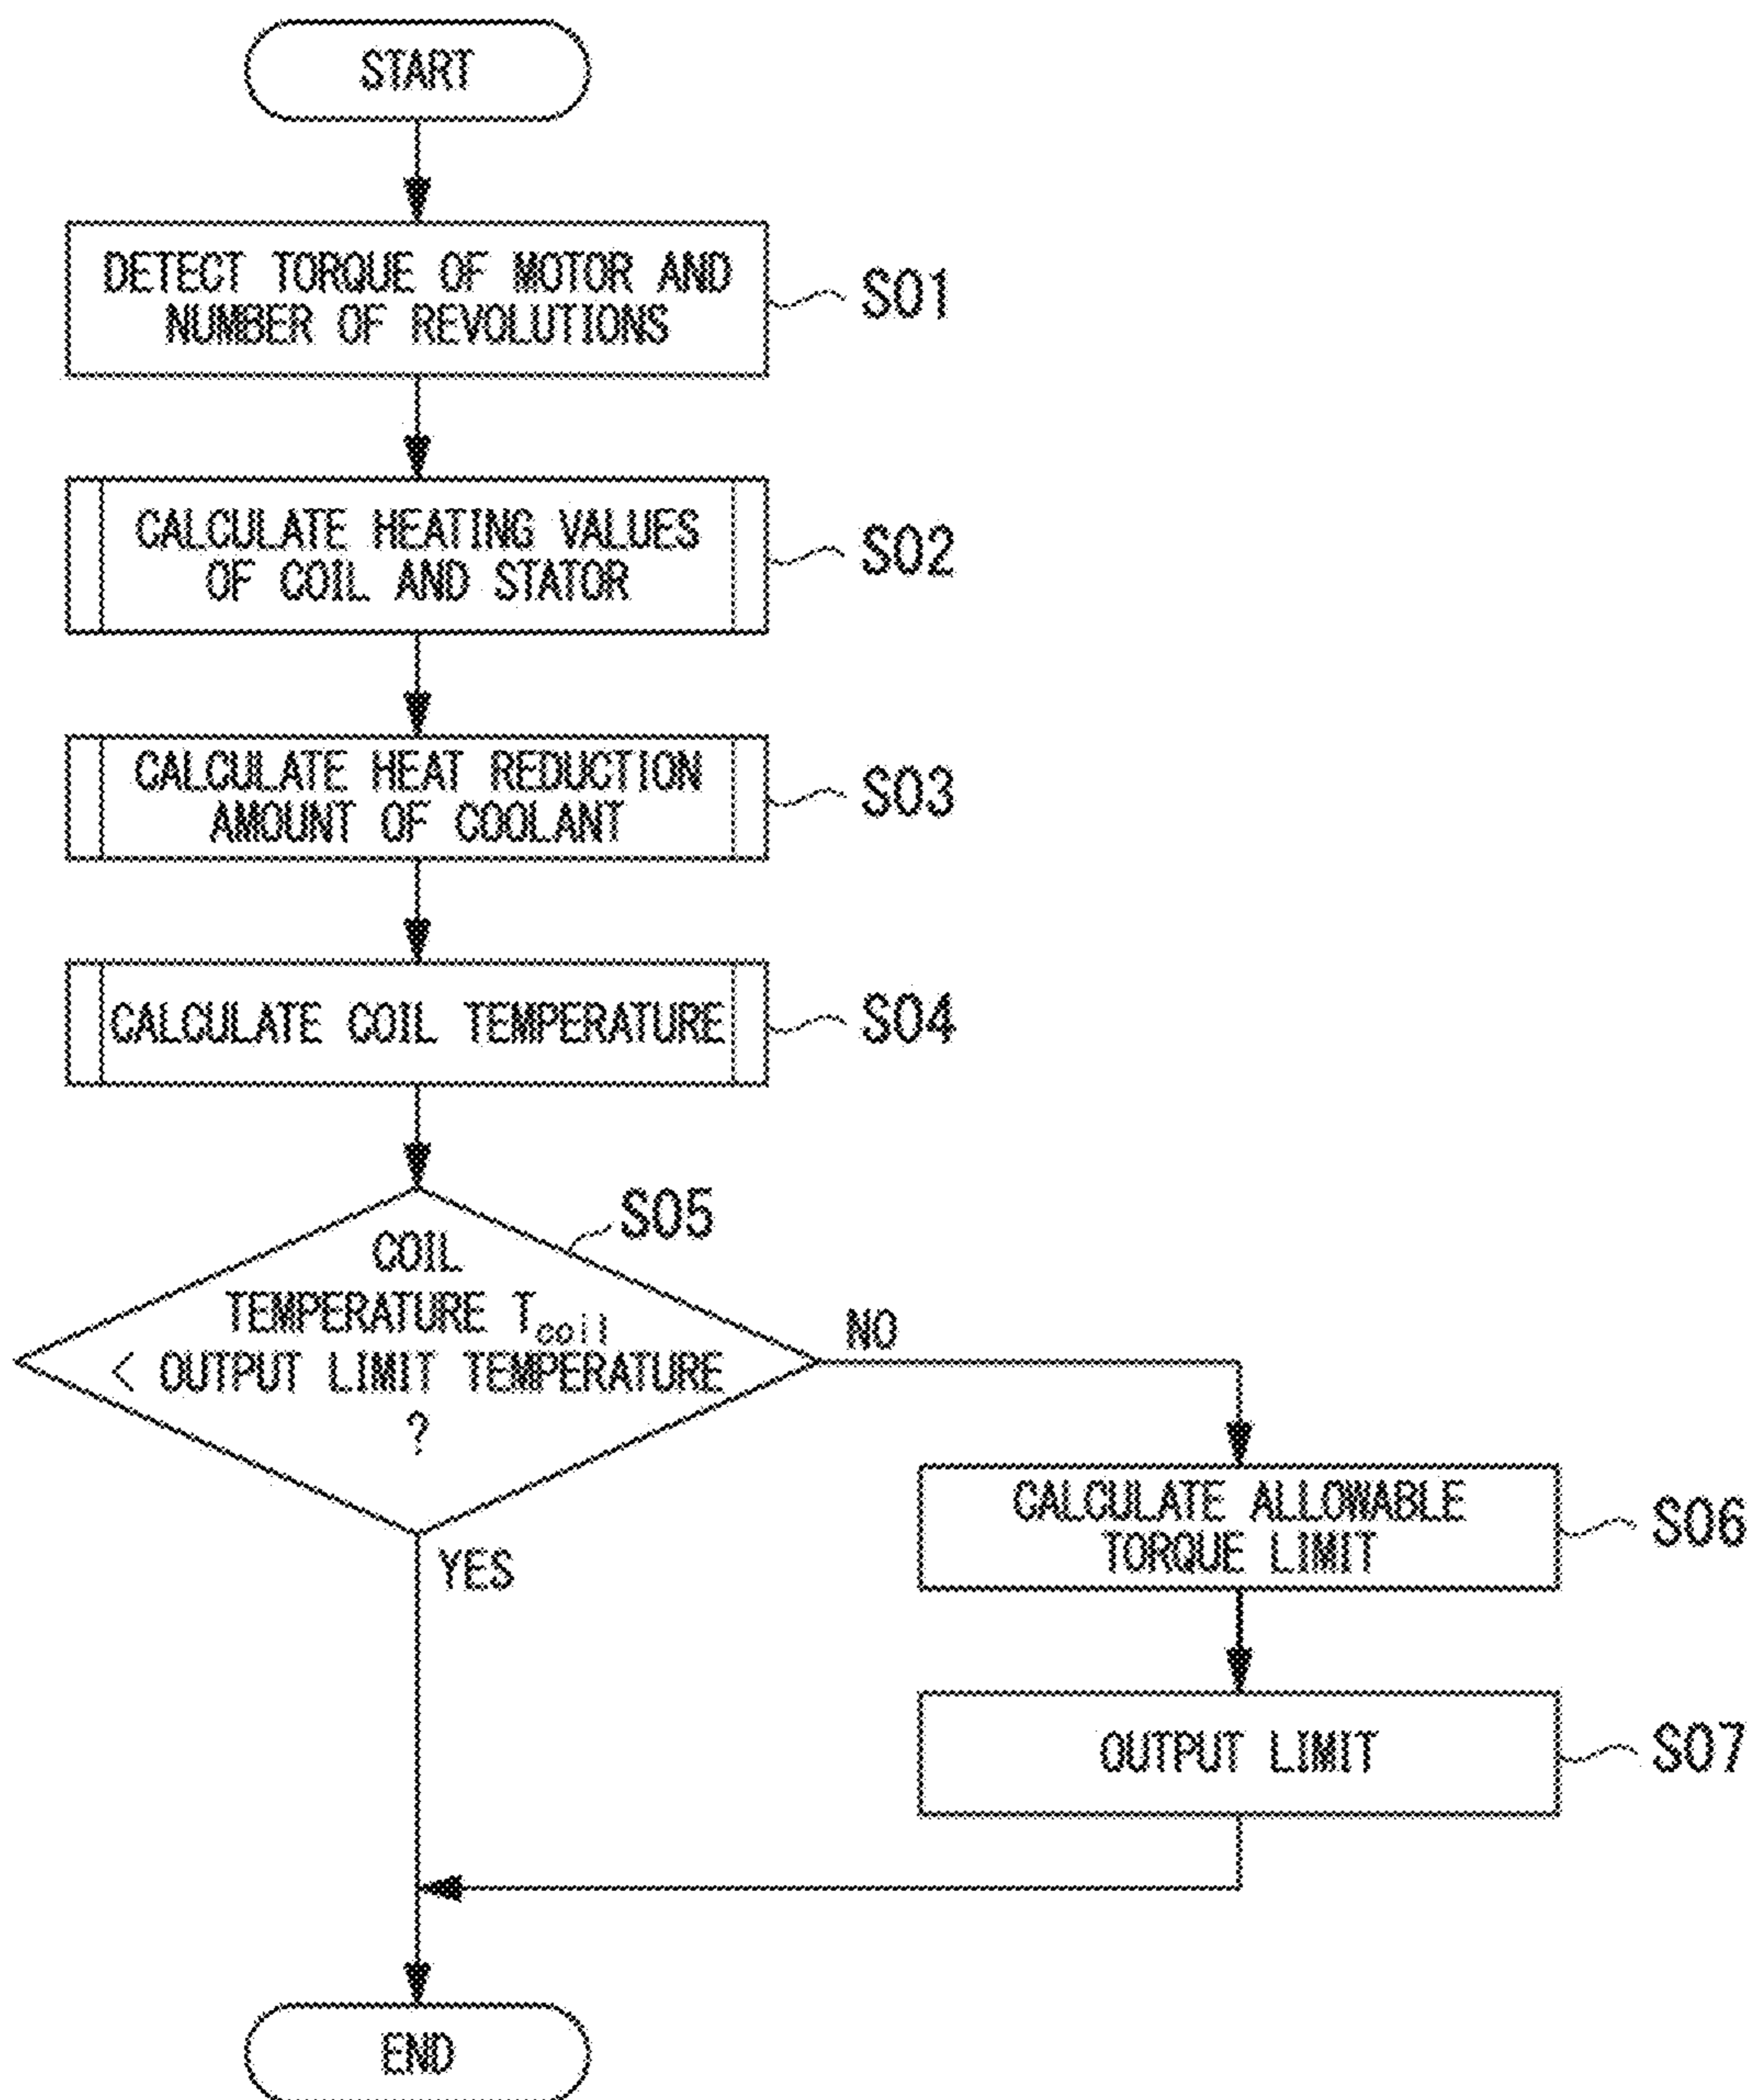 START
DETECT TORQUE OF MOTOR AND
NUMBER OF REVOLUTIONS
S01
CALCULATE HEATING VALUES
OF COIL AND STATOR
S02
CALCULATE HEAT REDUCTION
AMOUNT OF COOLANT
S03
CALCULATE COIL TEMPERATURE
S04
S05
COIL
TEMPERATURE Tcoil
< OUTPUT LIMIT TEMPERATURE
?
NO
YES
CALCULATE ALLOWABLE
TORQUE LIMIT
S06
OUTPUT LIMIT
S07
END